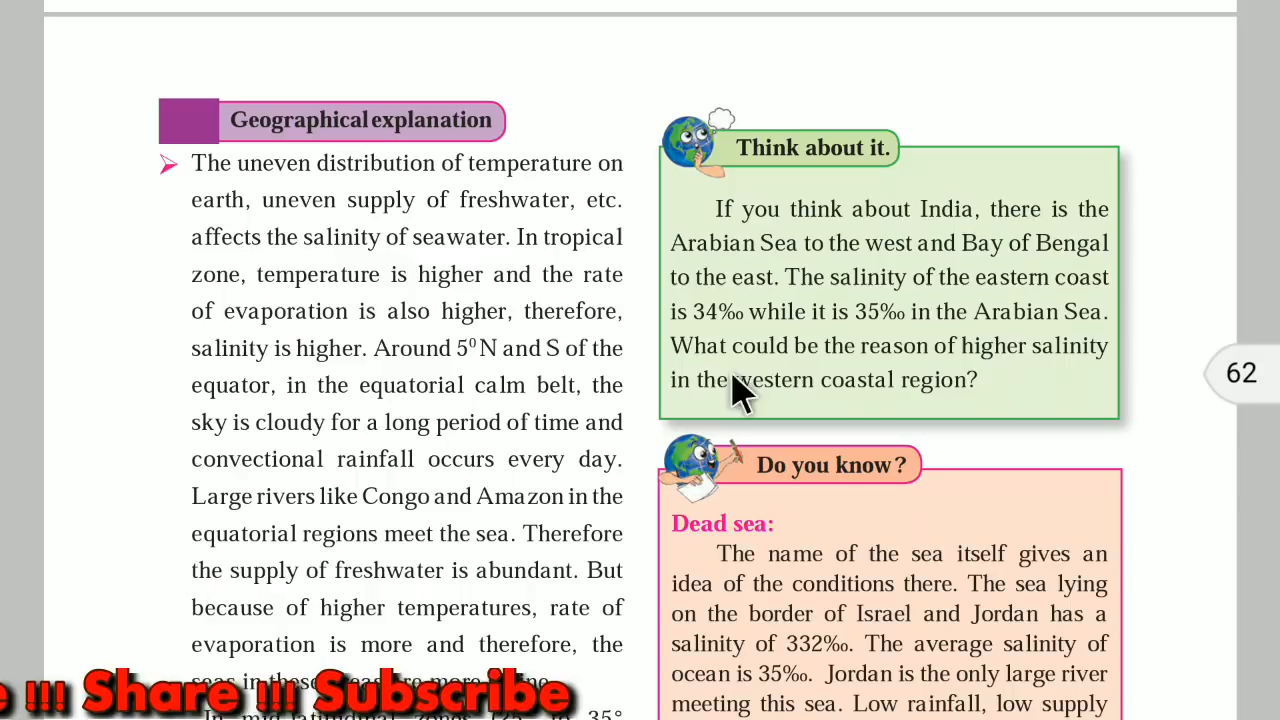 Geographical explanation
➢ The uneven distribution of temperature on
earth, uneven supply of freshwater, etc.
affects the salinity of seawater. In tropical
zone, temperature is higher and the rate
of evaporation is also higher, therefore,
salinity is higher. Around 5⁰ N and S of the
equator, in the equatorial calm belt, the
sky is cloudy for a long period of time and
convectional rainfall occurs every day.
Large rivers like Congo and Amazon in the
equatorial regions meet the sea. Therefore
the supply of freshwater is abundant. But
because of higher temperatures, rate of
evaporation is more and therefore, the
seas in these
!!! Share !!! Subscribe
Think about it.
If you think about India, there is the
Arabian Sea to the west and Bay of Bengal
to the east. The salinity of the eastern coast
is 34‰ while it is 35‰ in the Arabian Sea.
What could be the reason of higher salinity
in the western coastal region?
Do you know ?
Dead sea:
The name of the sea itself gives an
idea of the conditions there. The sea lying
on the border of Israel and Jordan has a
salinity of 332‰. The average salinity of
ocean is 35‰. Jordan is the only large river
meeting this sea. Low rainfall, low supply
62